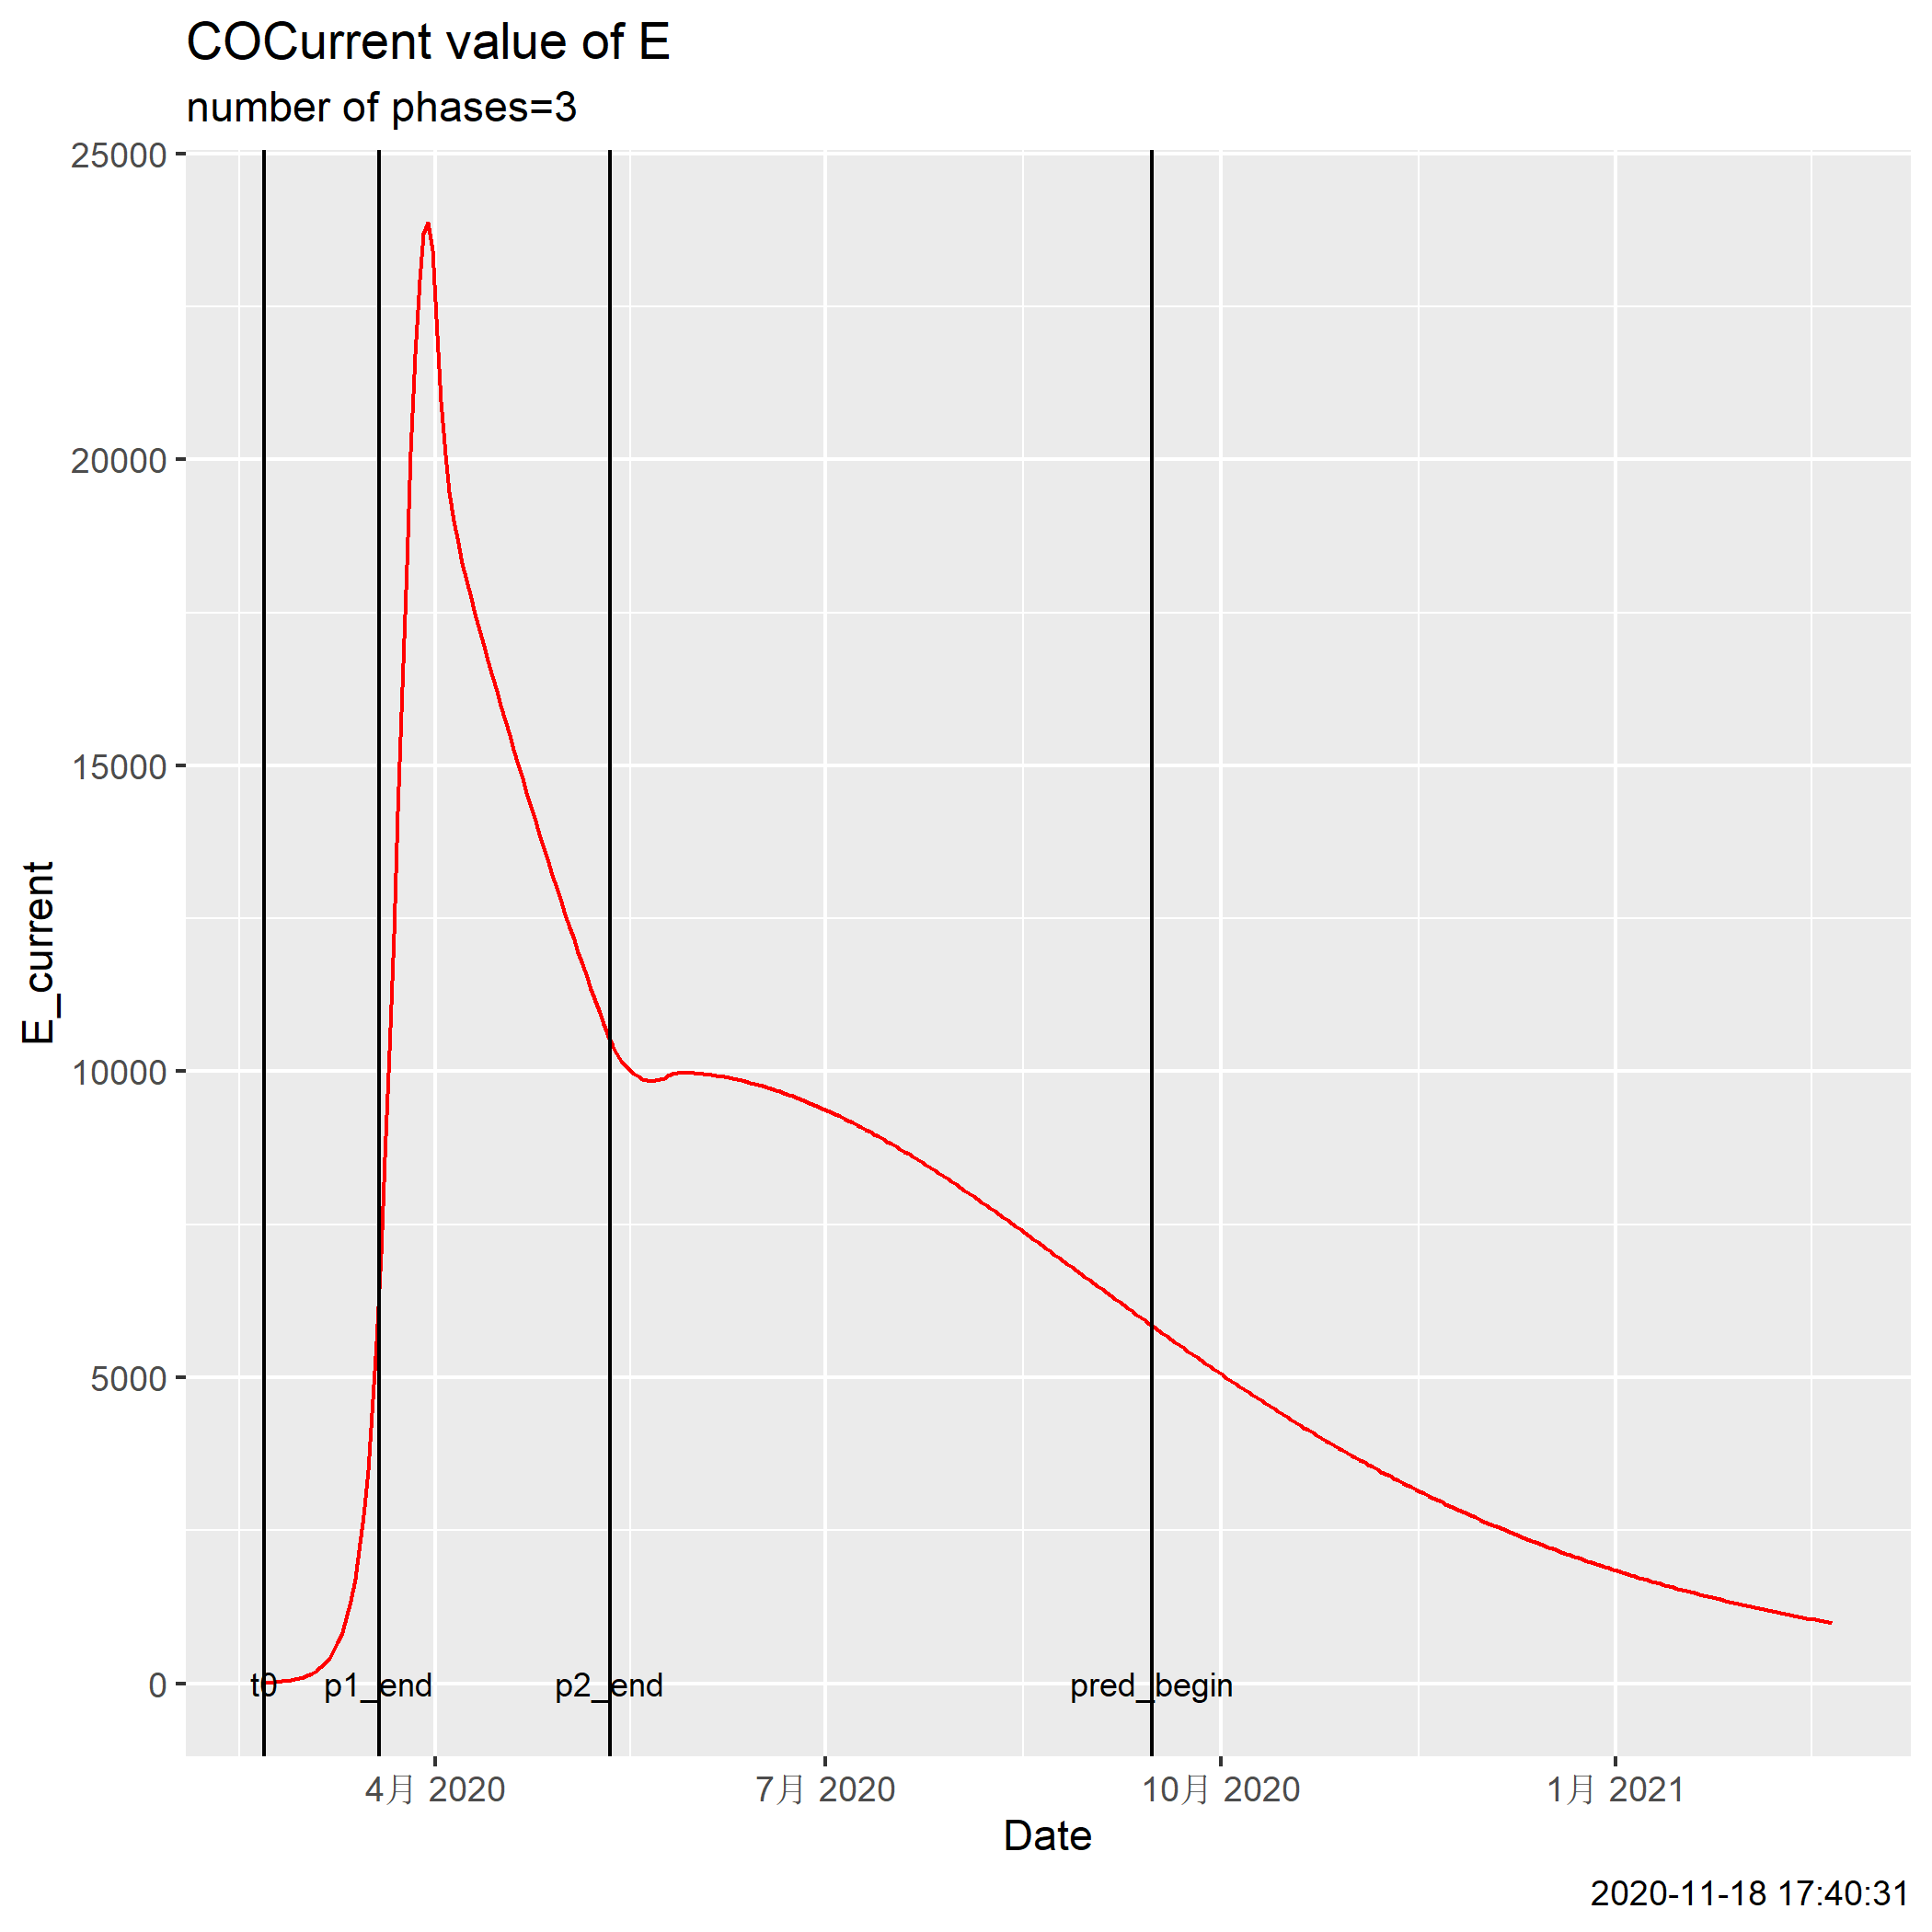 COCurrent value of E
number of phases=3
25000
20000
15000
10000
5000
0
E_current
t0
p1_end
p2_end
pred_begin
4月 2020
7月 2020
10月 2020
1月 2021
Date
2020-11-18 17:40:31